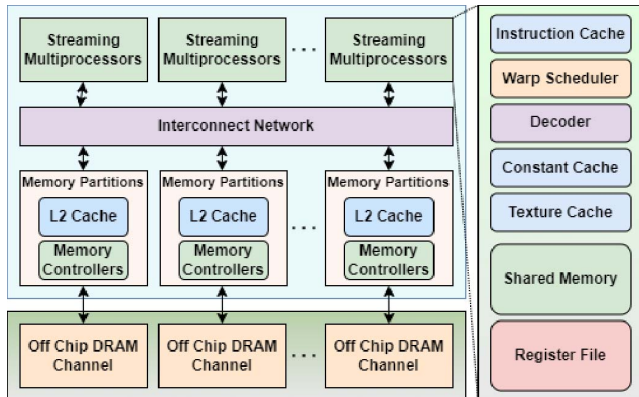 Streaming
Multiprocessors
Streaming
Multiprocessors
. . .
Streaming
Multiprocessors
Interconnect Network
Memory Partitions
L2 Cache
Memory
Controllers
Memory Partitions
L2 Cache
Memory
Controllers
. . .
Memory Partitions
L2 Cache
Memory
Controllers
Off Chip DRAM
Channel
Off Chip DRAM
Channel
. . .
Off Chip DRAM
Channel
Instruction Cache
Warp Scheduler
Decoder
Constant Cache
Texture Cache
Shared Memory
Register File